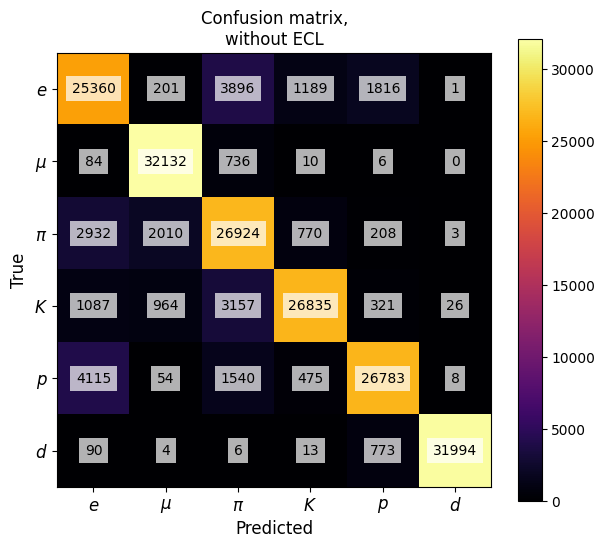 Confusion matrix,
without ECL
True
e 25360 201 3896 1189 1816 1
μ 84 32132 736 10 6 0
π 2932 2010 26924 770 208 3
K 1087 964 3157 26835 321 26
p 4115 54 1540 475 26783 8
d 90 4 6 13 773 31994
e μ π K p d
Predicted
30000
25000
20000
15000
10000
5000
0